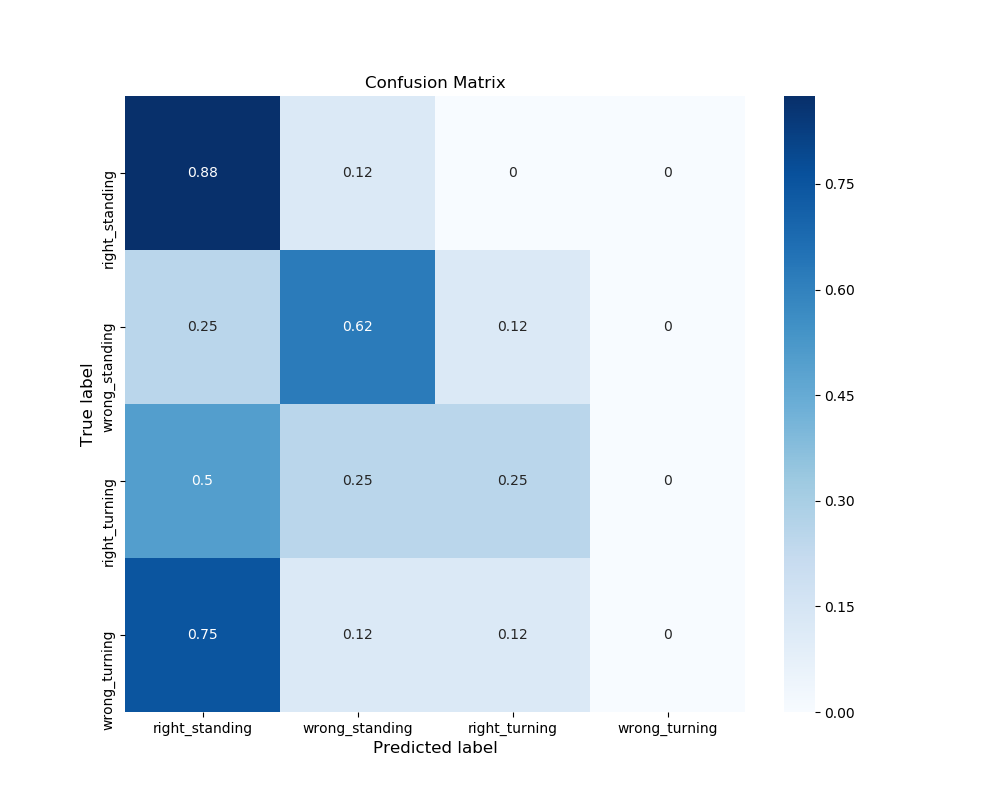 Confusion Matrix
True label
right_standing
0.88 0.12 0 0
wrong_standing
0.25 0.62 0.12 0
right_turning
0.5 0.25 0.25 0
wrong_turning
0.75 0.12 0.12 0
right_standing wrong_standing right_turning wrong_turning
Predicted label
0.75
0.60
0.45
0.30
0.15
0.00